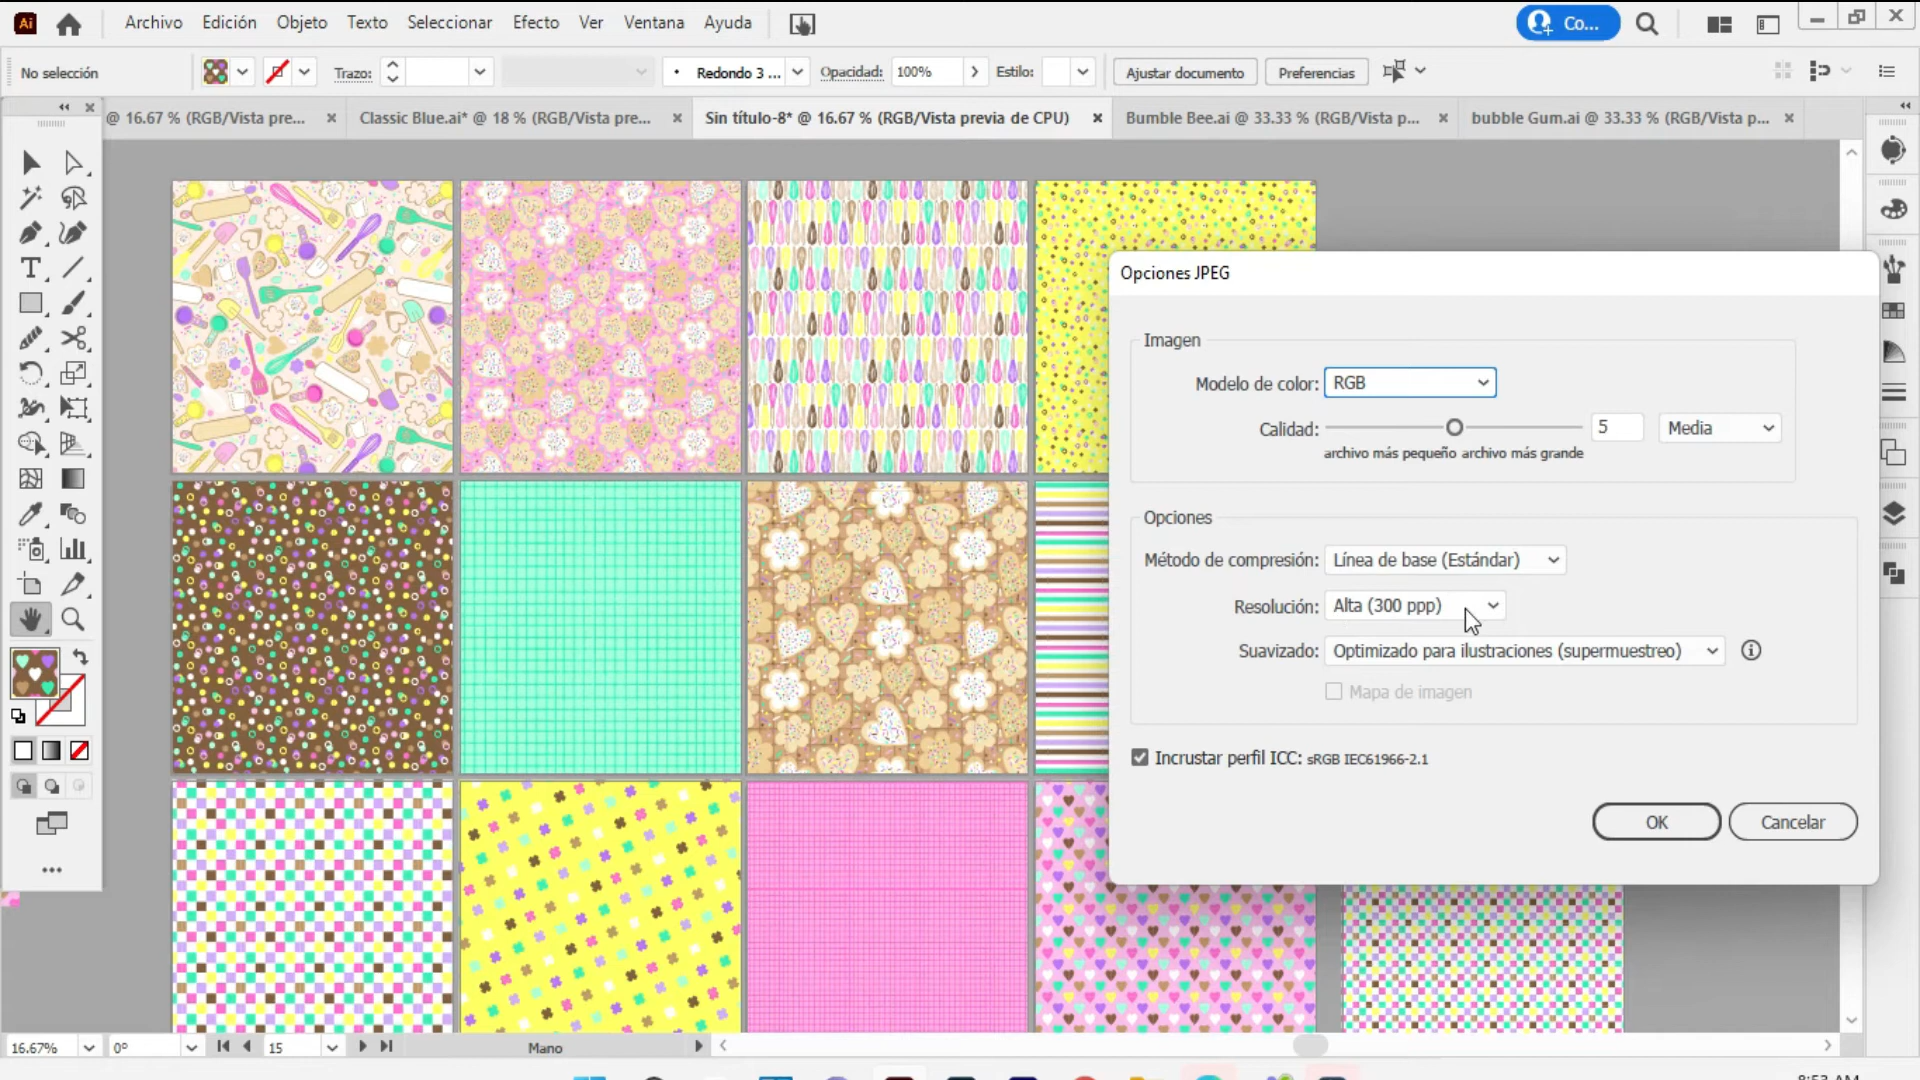 Ai Archivo Edición Objeto Texto Seleccionar Efecto Ver Ventana Ayuda Co...
No selección Trazo: Redondo 3 ... Opacidad: 100% Estilo: Ajustar documento Preferencias
@ 16.67 % (RGB/Vista pre... Classic Blue.ai* @ 18 % (RGB/Vista pre... Sin título-8* @ 16.67 % (RGB/Vista previa de CPU) Bumble Bee.ai @ 33.33 % (RGB/Vista p... bubble Gum.ai @ 33.33 % (RGB/Vista p...
Opciones JPEG
Imagen
Modelo de color: RGB
Calidad: 5 Media
archivo más pequeño archivo más grande
Opciones
Método de compresión: Línea de base (Estándar)
Resolución: Alta (300 ppp)
Suavizado: Optimizado para ilustraciones (supermuestreo)
Mapa de imagen
Incrustar perfil ICC: sRGB IEC61966-2.1
OK Cancelar
16.67% 0° 15 Mano
8:53 AM